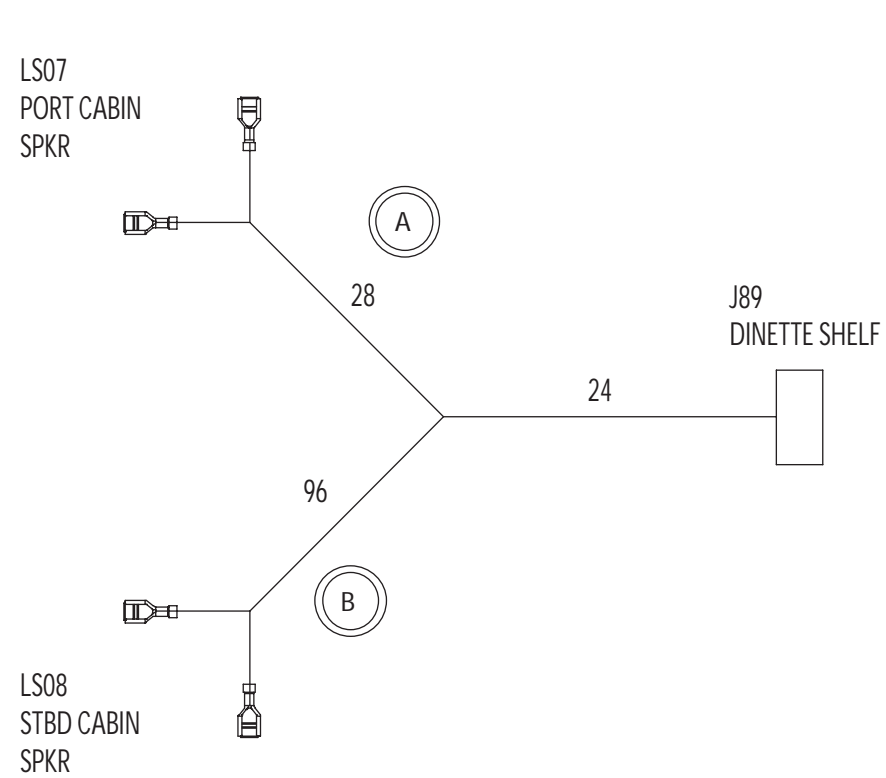 LS07
PORT CABIN
SPKR
A
28
J89
DINETTE SHELF
24
96
B
LS08
STBD CABIN
SPKR